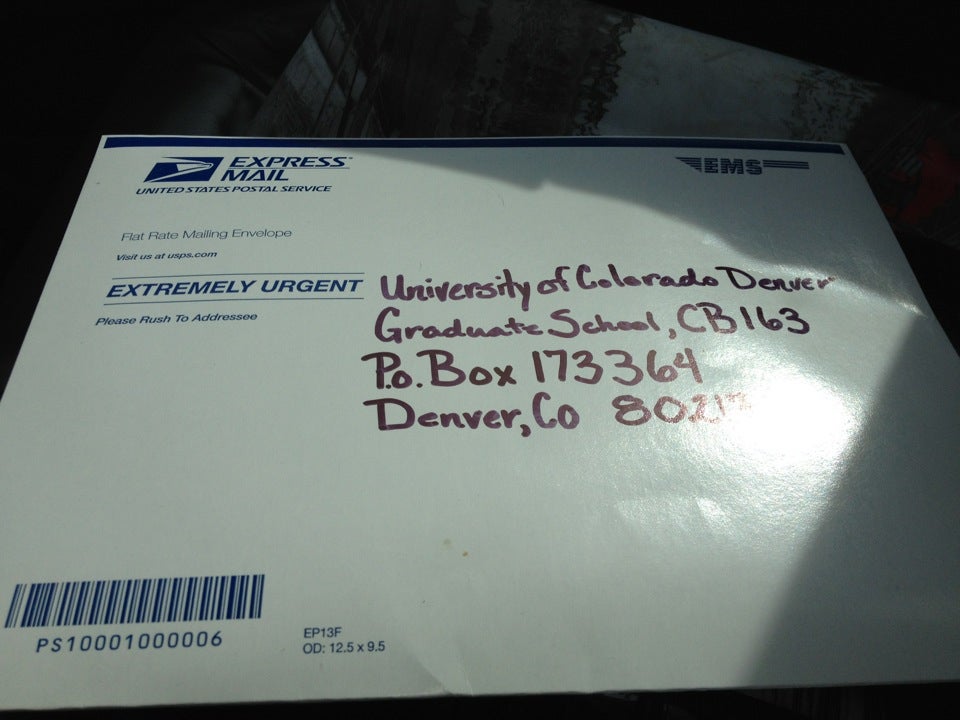 EXPRESS
MAIL
UNITED STATES POSTAL SERVICE
EMS
Flat Rate Mailing Envelope
Visit us at usps.com
EXTREMELY URGENT
Please Rush To Addressee
University of Colorado Denver
Graduate School, CB163
P.o. Box 173364
Denver, Co 80217
PS10001000006
EP13F
OD: 12.5 x 9.5